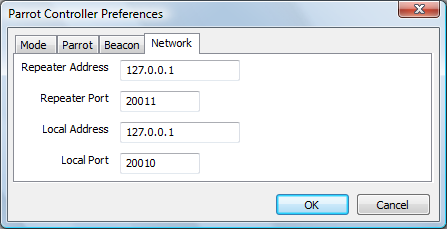 Parrot Controller Preferences
Mode Parrot Beacon Network
Repeater Address 127.0.0.1
Repeater Port 20011
Local Address 127.0.0.1
Local Port 20010
OK Cancel